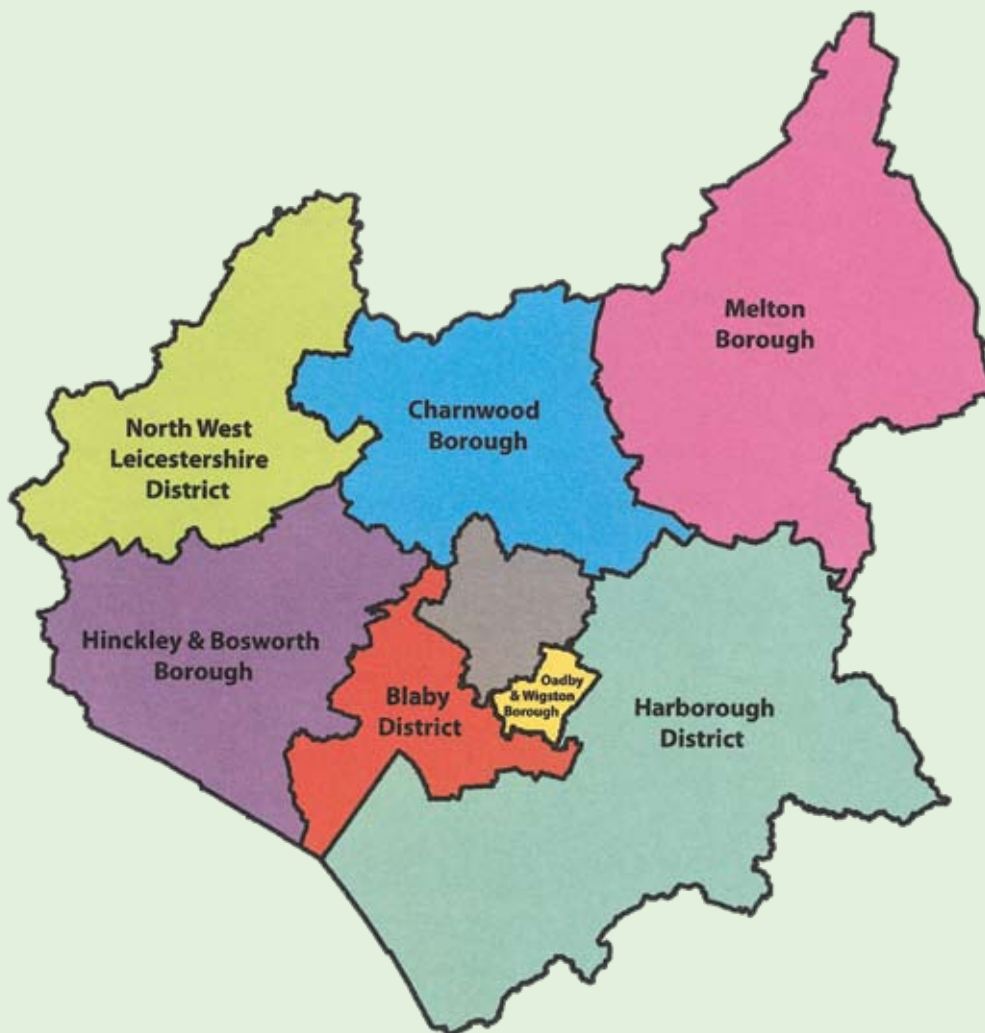 Melton
Borough
Charnwood
Borough
North West
Leicestershire
District
Hinckley & Bosworth
Borough
Blaby
District
Oadby
& Wigston
Borough
Harborough
District